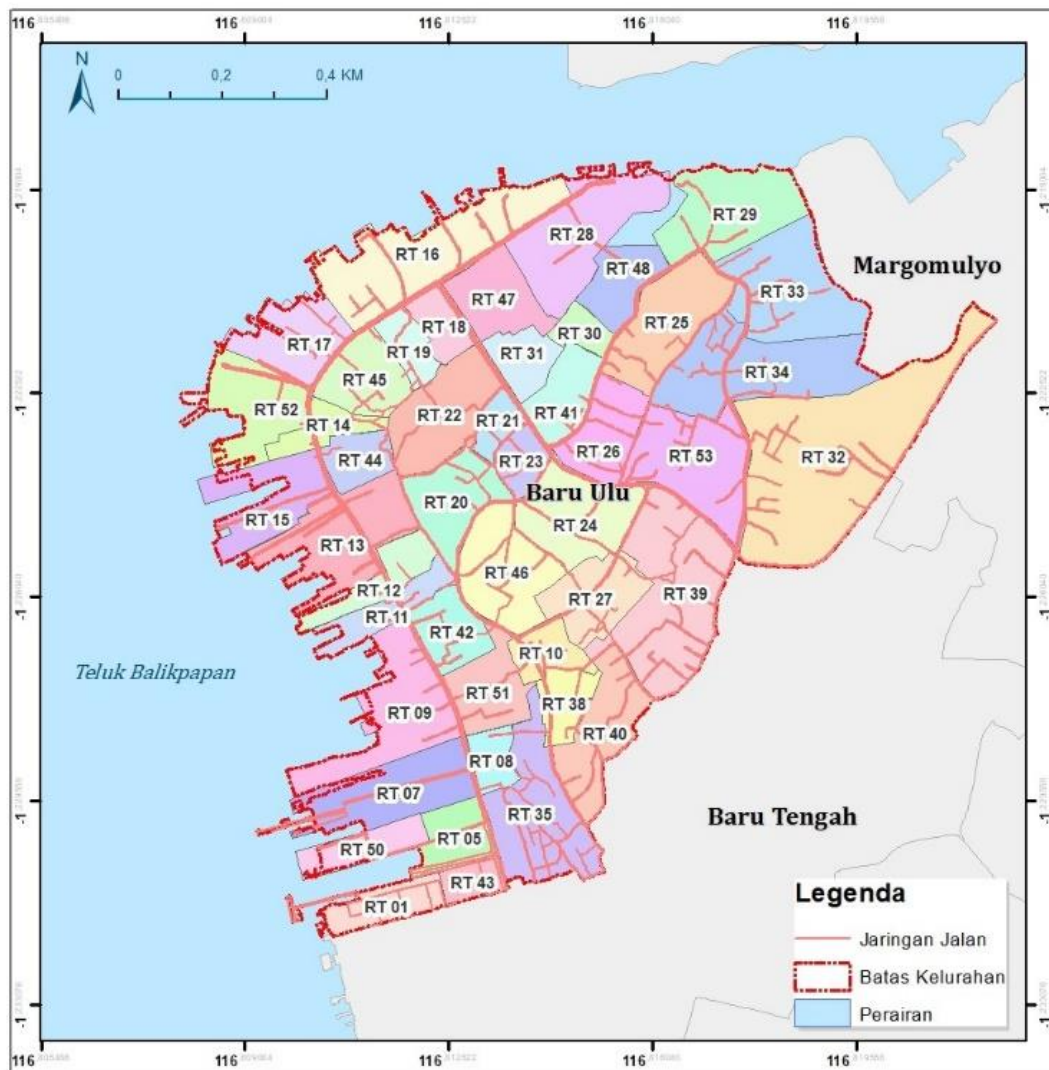 116 116 116 116 116
N
0 0,2 0,4 KM
-1 -1
RT 29
RT 16
RT 28
Margomulyo
RT 48
RT 33
RT 47
RT 25
RT 18
RT 30
RT 17
RT 19
RT 31
RT 45
RT 34
-1 -1
RT 52
RT 22
RT 21
RT 41
RT 14
RT 26
RT 53
RT 32
RT 44
RT 23
Baru Ulu
RT 20
RT 15
RT 24
RT 13
RT 46
RT 12
RT 27
RT 39
-1 -1
RT 11
RT 42
RT 10
Teluk Balikpapan
RT 51
RT 38
RT 09
RT 40
RT 08
RT 07
-1 -1
RT 35
Baru Tengah
RT 05
RT 50
RT 43
RT 01
Legenda
Jaringan Jalan
Batas Kelurahan
Perairan
-1 -1
116 116 116 116 116